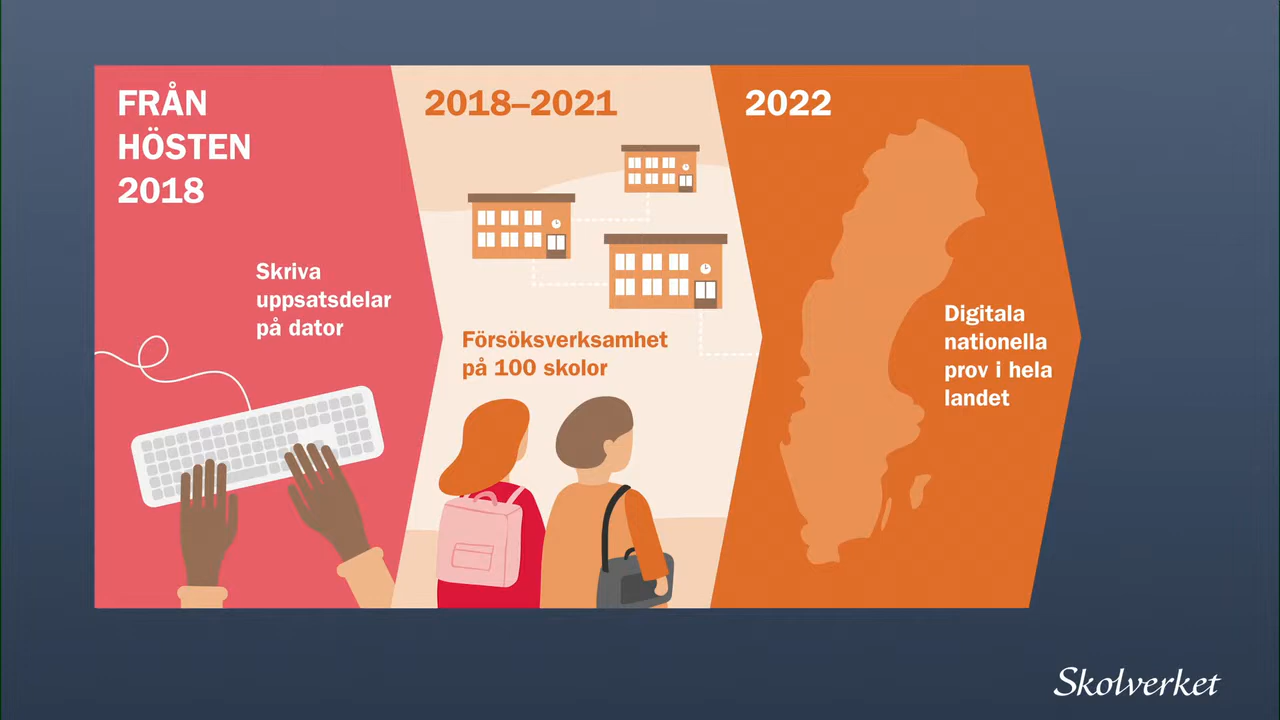 FRÅN
HÖSTEN
2018
Skriva
uppsatsdelar
på dator
2018–2021
Försöksverksamhet
på 100 skolor
2022
Digitala
nationella
prov i hela
landet
Skolverket